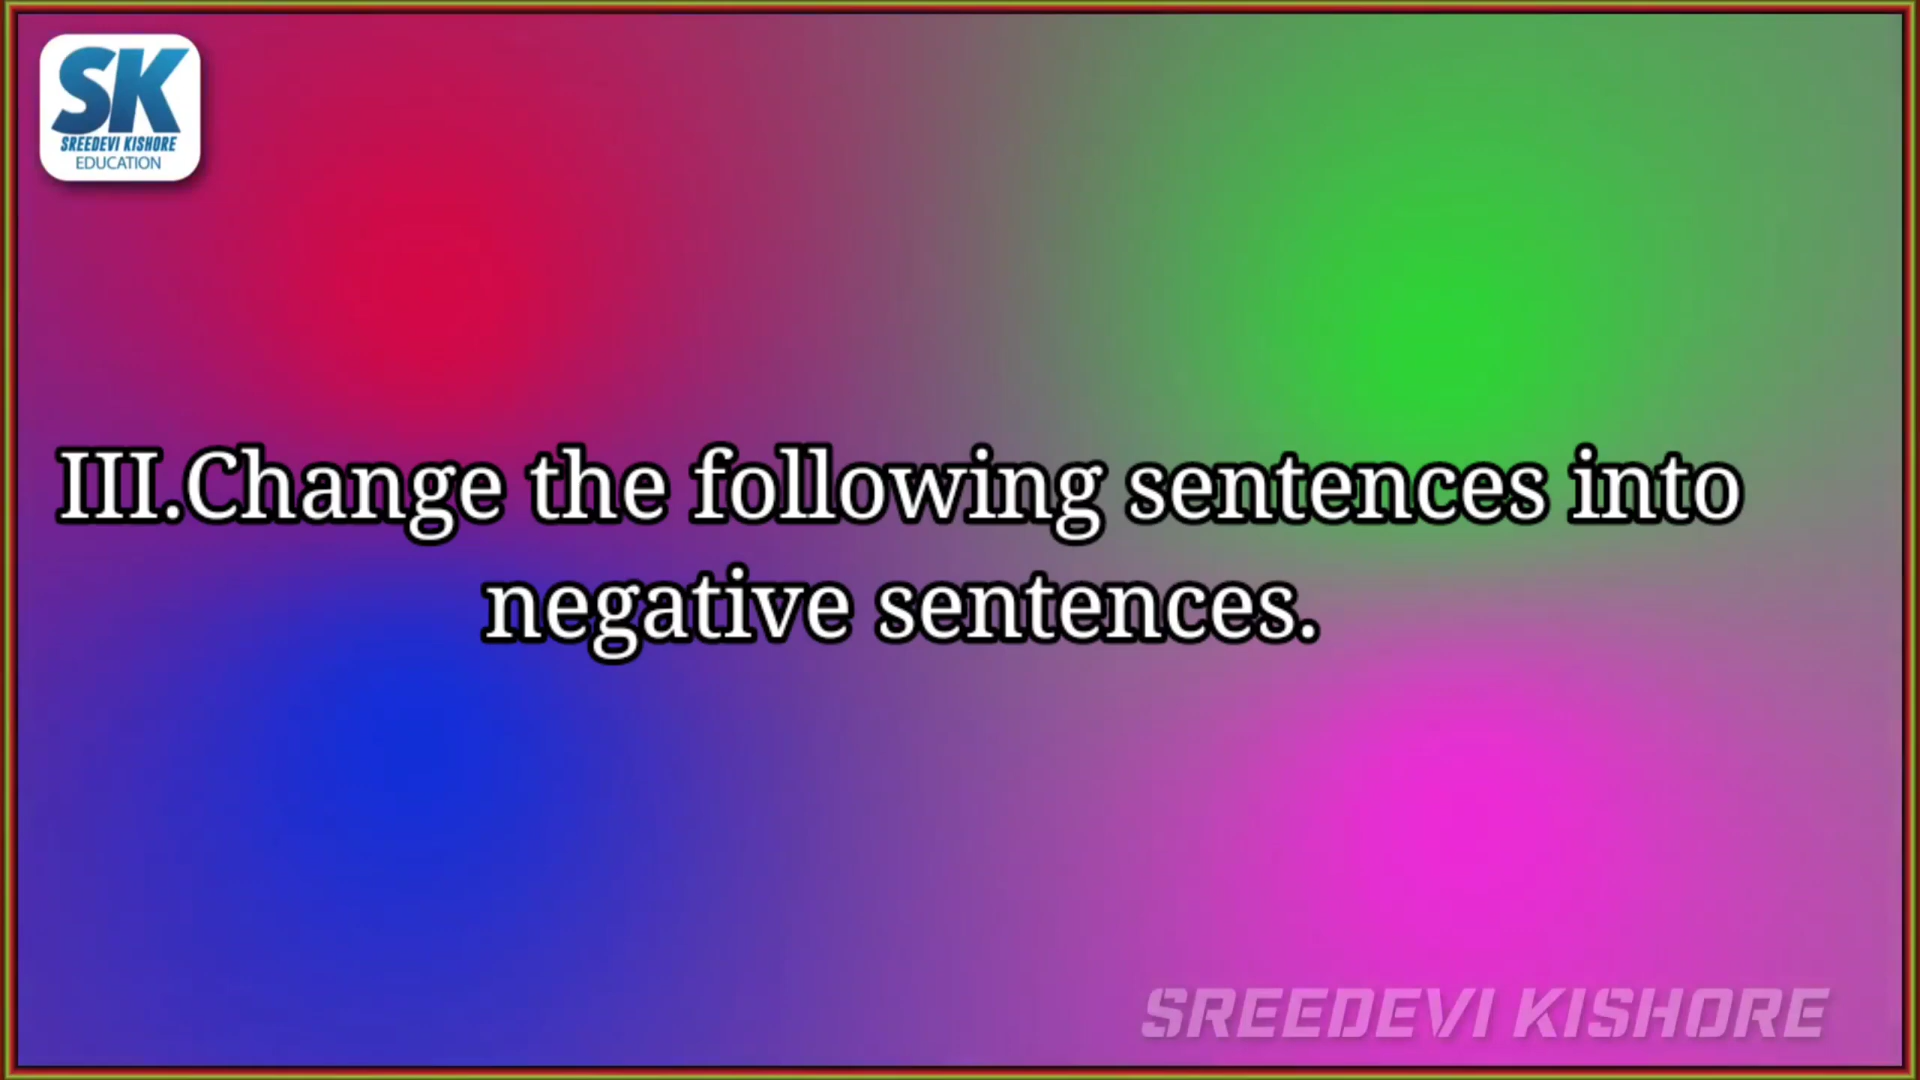 SK
SREEDEVI KISHORE
EDUCATION
III.Change the following sentences into
negative sentences.
SREEDEVI KISHORE